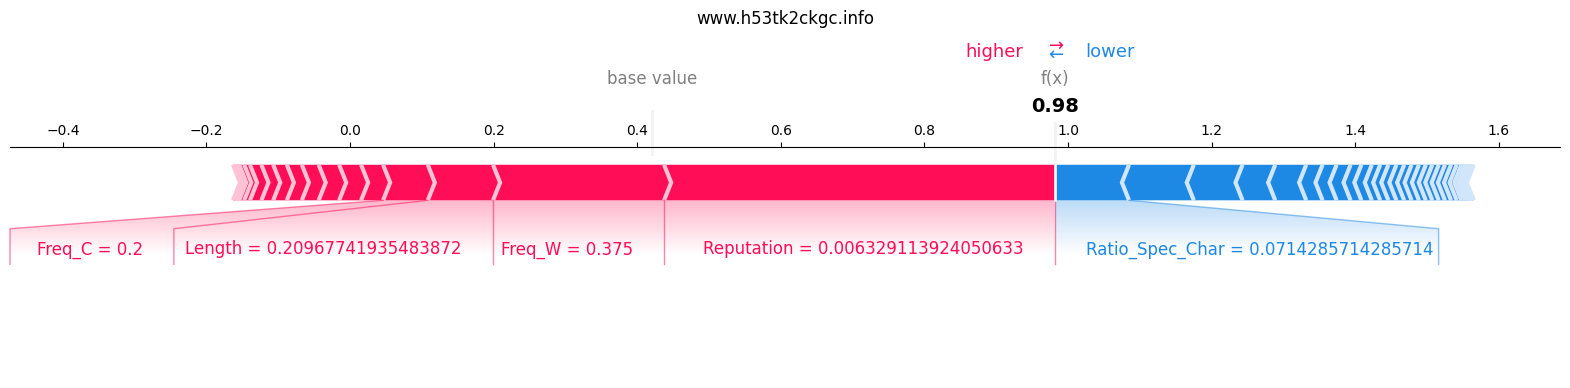 www.h53tk2ckgc.info
higher → ← lower
base value f(x)
0.98
−0.4 −0.2 0.0 0.2 0.4 0.6 0.8 1.0 1.2 1.4 1.6
Freq_C = 0.2 Length = 0.20967741935483872 Freq_W = 0.375 Reputation = 0.006329113924050633 Ratio_Spec_Char = 0.0714285714285714